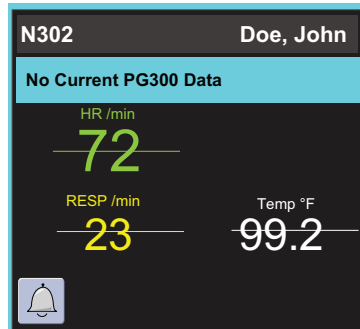 N302 Doe, John
No Current PG300 Data
HR /min
72
RESP /min Temp °F
23 99.2